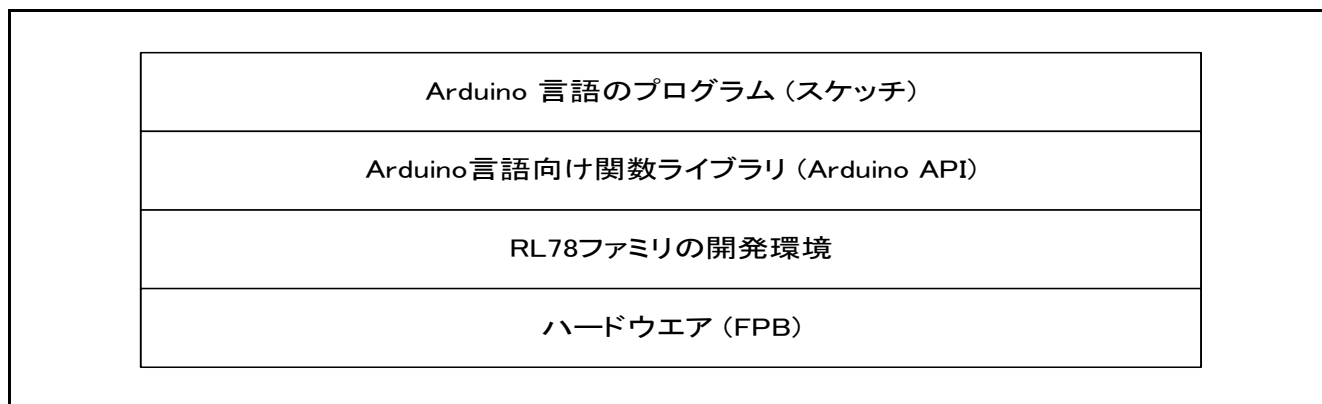 Arduino 言語のプログラム（スケッチ）
Arduino言語向け関数ライブラリ（Arduino API）
RL78ファミリの開発環境
ハードウエア（FPB）